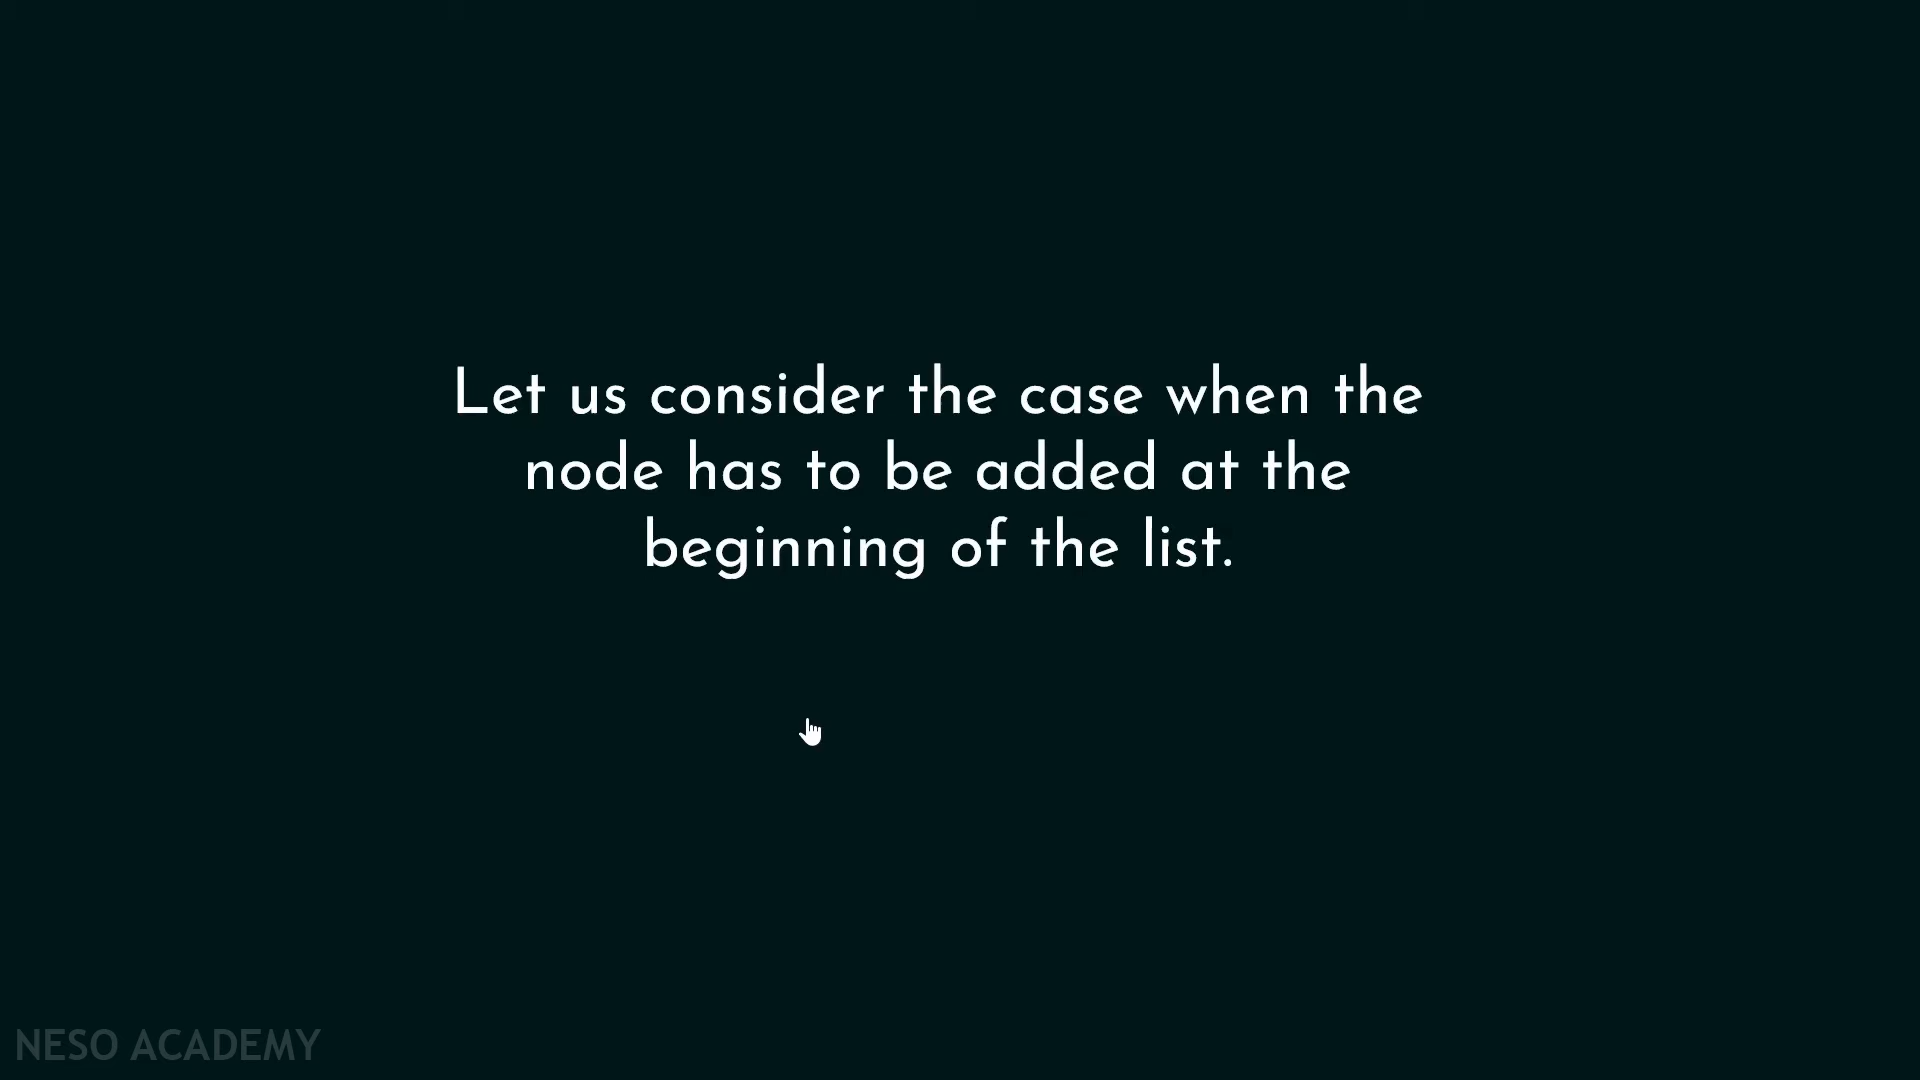 Let us consider the case when the
node has to be added at the
beginning of the list.
NESO ACADEMY